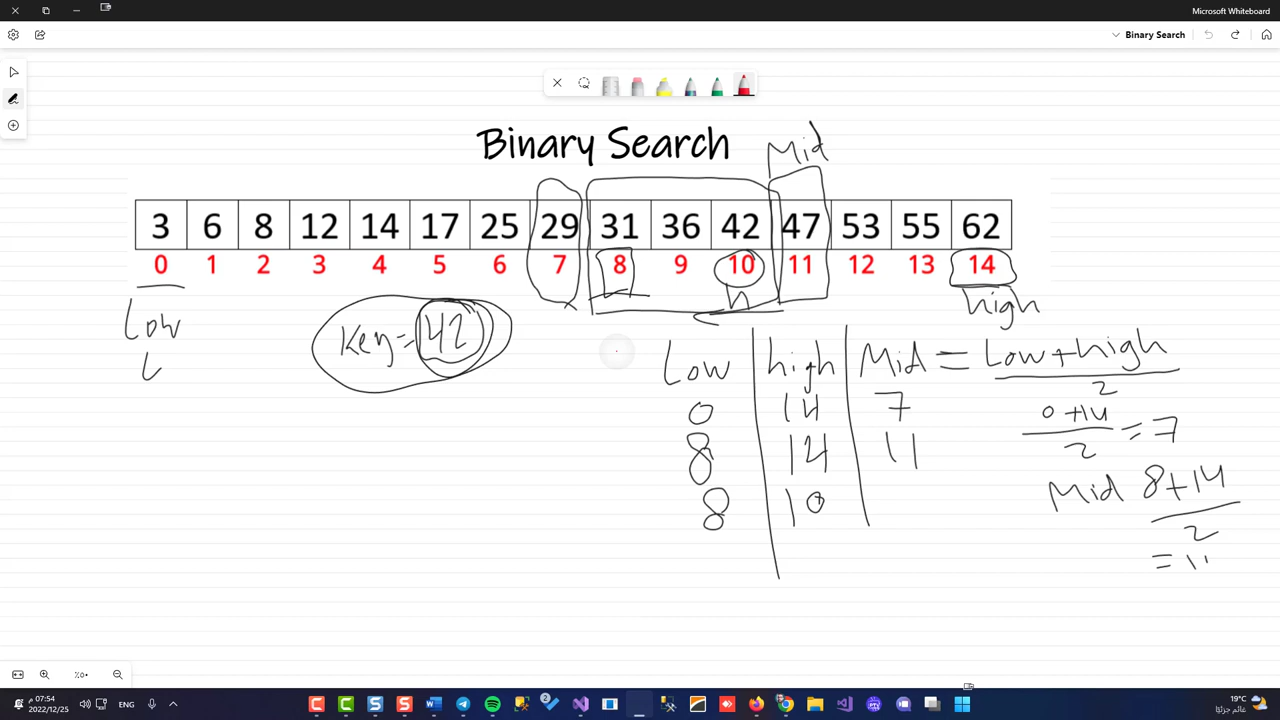 Microsoft Whiteboard
Binary Search
Binary Search
Mid
3 6 8 12 14 17 25 29 31 36 42 47 53 55 62
0 1 2 3 4 5 6 7 8 9 10 11 12 13 14
Low
L
Key=42
h
high
Low high Mid = Low+high
2
0 14 7
0+14
2
=7
8 14 11
Mid 8+14
2
= 11
8 10
07:54
2022/12/25
ENG
19°C